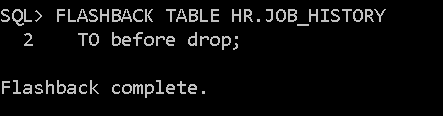 SQL> FLASHBACK TABLE HR.JOB_HISTORY
2 TO before drop;
Flashback complete.